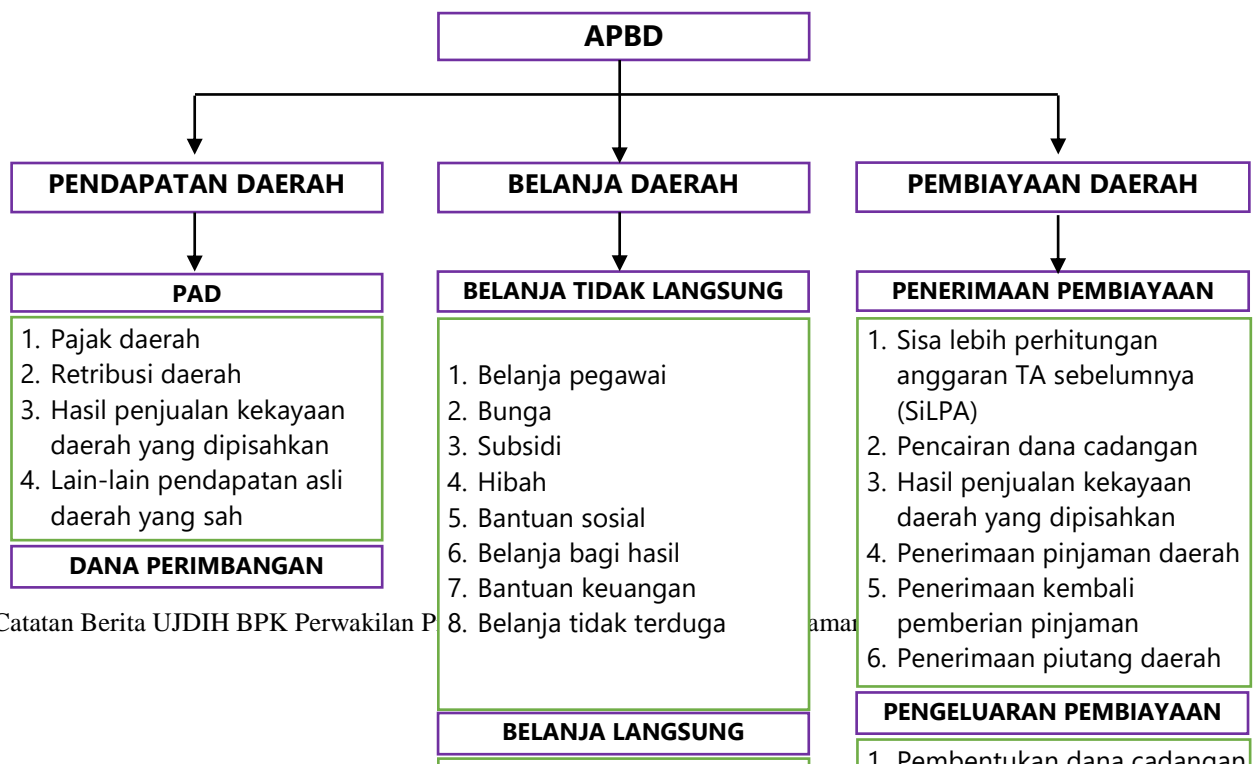 APBD
PENDAPATAN DAERAH
BELANJA DAERAH
PEMBIAYAAN DAERAH
PAD
1. Pajak daerah
2. Retribusi daerah
3. Hasil penjualan kekayaan
daerah yang dipisahkan
4. Lain-lain pendapatan asli
daerah yang sah
DANA PERIMBANGAN
BELANJA TIDAK LANGSUNG
1. Belanja pegawai
2. Bunga
3. Subsidi
4. Hibah
5. Bantuan sosial
6. Belanja bagi hasil
7. Bantuan keuangan
8. Belanja tidak terduga
BELANJA LANGSUNG
PENERIMAAN PEMBIAYAAN
1. Sisa lebih perhitungan
anggaran TA sebelumnya
(SiLPA)
2. Pencairan dana cadangan
3. Hasil penjualan kekayaan
daerah yang dipisahkan
4. Penerimaan pinjaman daerah
5. Penerimaan kembali
pemberian pinjaman
6. Penerimaan piutang daerah
PENGELUARAN PEMBIAYAAN
1. Pembentukan dana cadangan
Catatan Berita UJDIH BPK Perwakilan